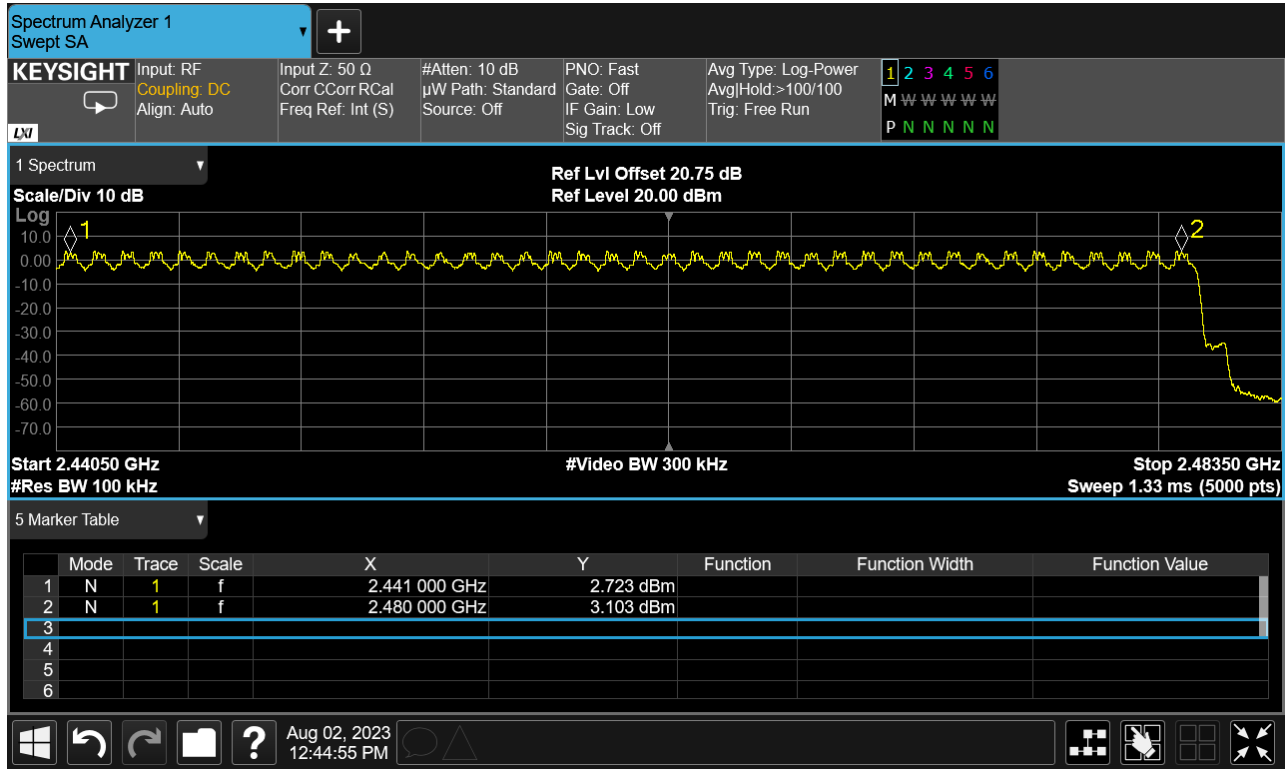 Spectrum Analyzer 1
Swept SA
+
KEYSIGHT
LXI
Input: RF
Coupling: DC
Align: Auto
Input Z: 50 Ω
Corr CCorr RCal
Freq Ref: Int (S)
#Atten: 10 dB
µW Path: Standard
Source: Off
PNO: Fast
Gate: Off
IF Gain: Low
Sig Track: Off
Avg Type: Log-Power
Avg|Hold:>100/100
Trig: Free Run
1 2 3 4 5 6
M W W W W W
P N N N N N
1 Spectrum
Scale/Div 10 dB
Ref Lvl Offset 20.75 dB
Ref Level 20.00 dBm
Log
1
2
10.0
0.00
-10.0
-20.0
-30.0
-40.0
-50.0
-60.0
-70.0
Start 2.44050 GHz
#Video BW 300 kHz
Stop 2.48350 GHz
#Res BW 100 kHz
Sweep 1.33 ms (5000 pts)
5 Marker Table
Mode Trace Scale X Y Function Function Width Function Value
1 N 1 f 2.441 000 GHz 2.723 dBm
2 N 1 f 2.480 000 GHz 3.103 dBm
3
4
5
6
?
Aug 02, 2023
12:44:55 PM